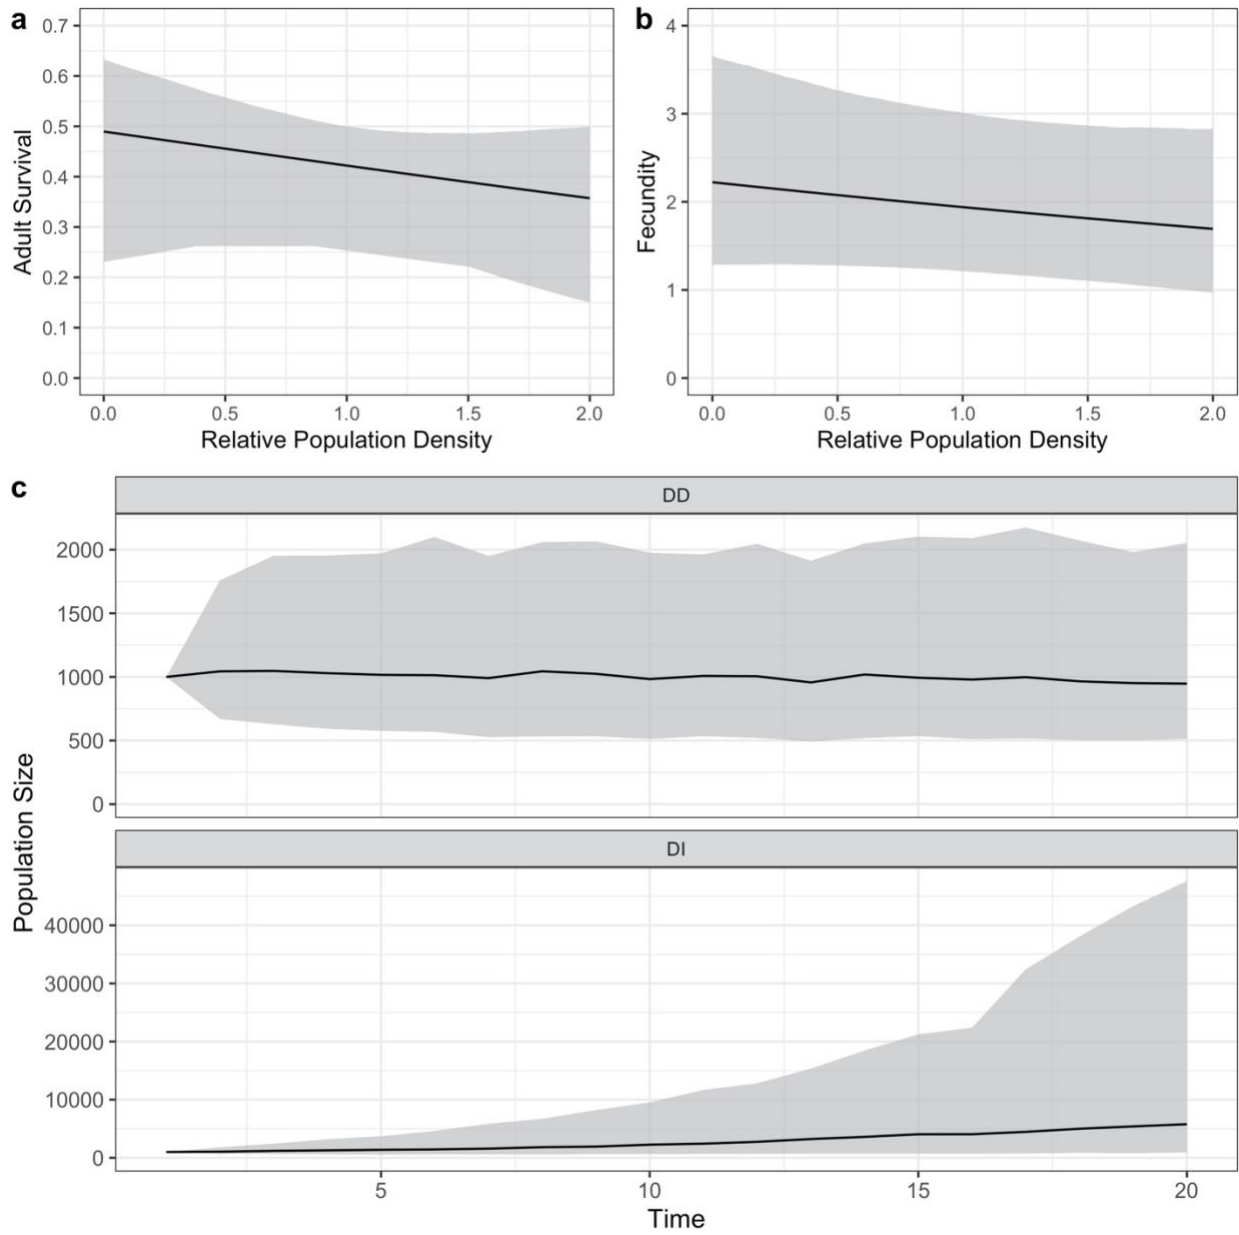 a
0.7
0.6
0.5
0.4
0.3
0.2
0.1
0.0
Adult Survival
0.0 0.5 1.0 1.5 2.0
Relative Population Density
b
4
3
2
1
0
Fecundity
0.0 0.5 1.0 1.5 2.0
Relative Population Density
c
DD
2000
1500
1000
500
0
Population Size
DI
40000
30000
20000
10000
0
5 10 15 20
Time